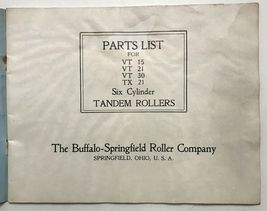 PARTS LIST
FOR
VT 15
VT 21
VT 30
TX 21
Six Cylinder
TANDEM ROLLERS
The Buffalo-Springfield Roller Company
SPRINGFIELD, OHIO, U. S. A.